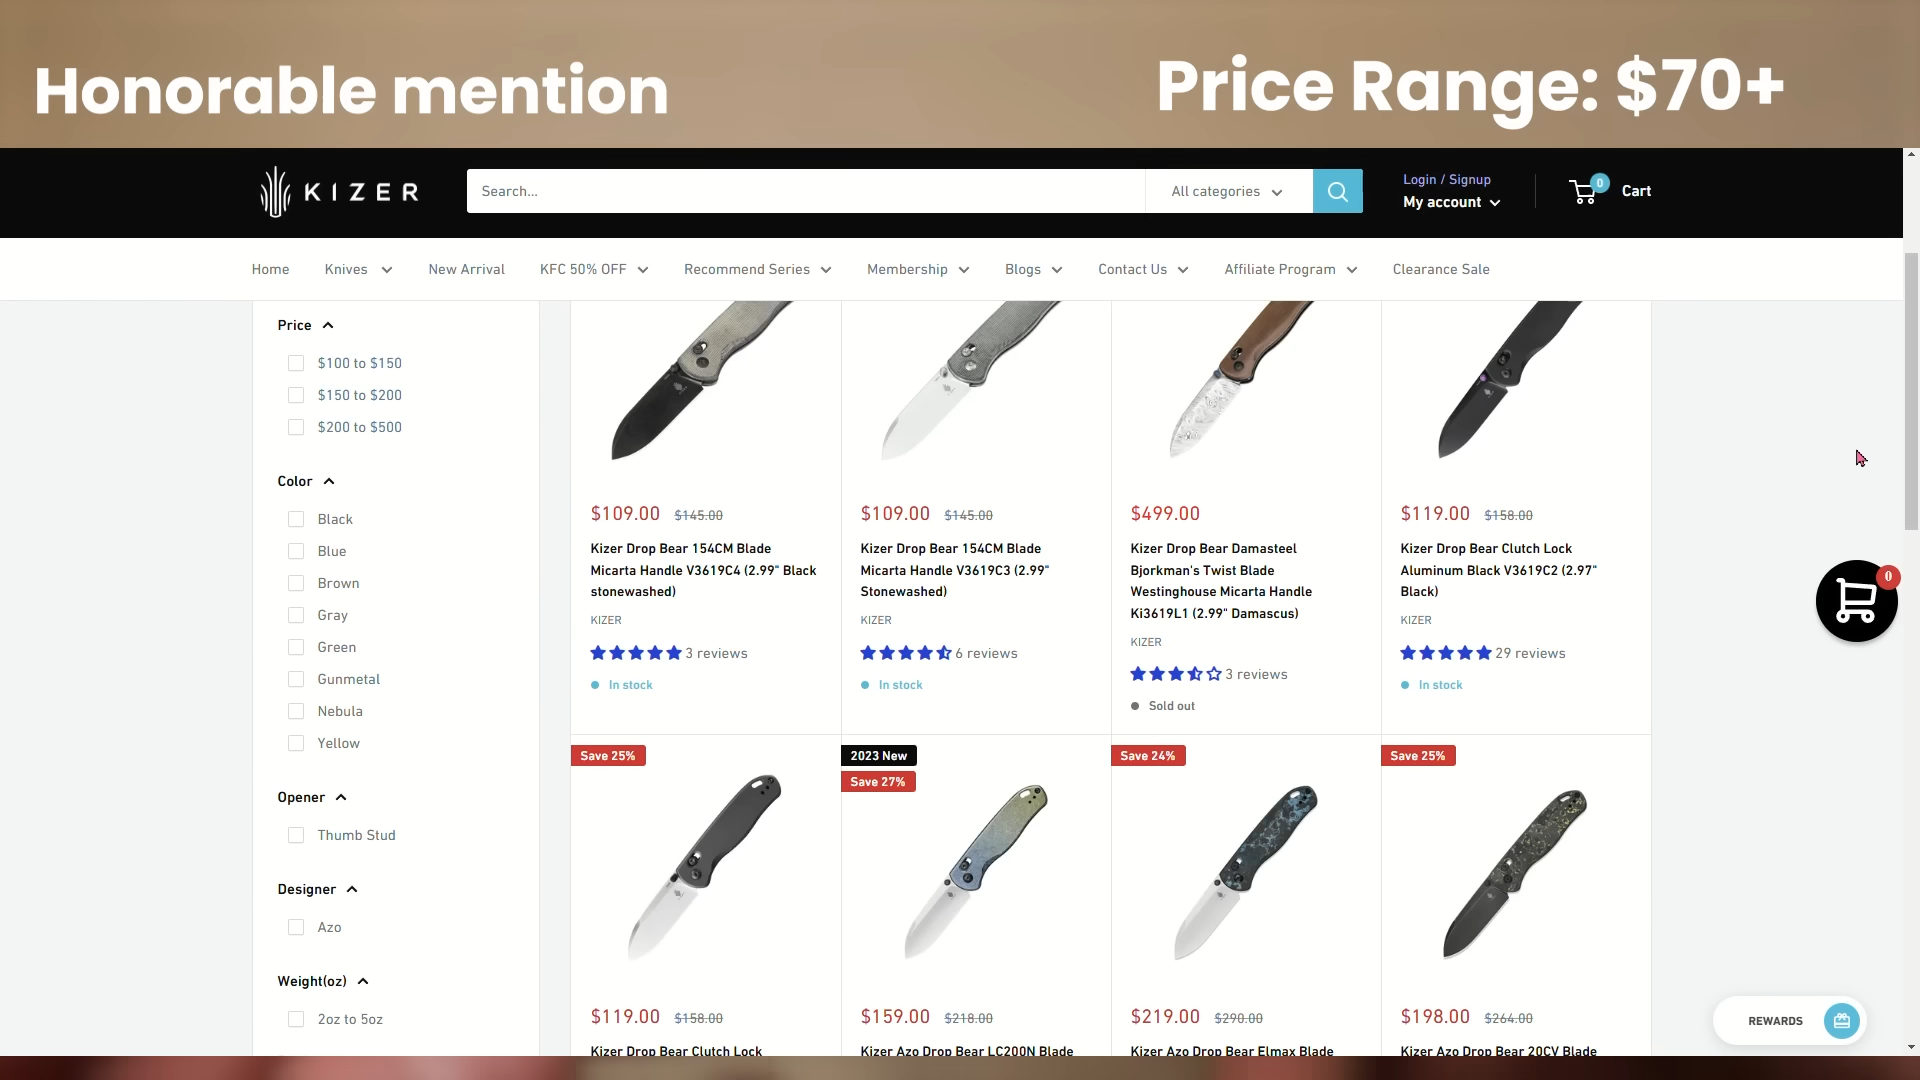 Honorable mention
Price Range: $70+
KIZER
Search...
All categories
Login / Signup
My account
0
Cart
Home
Knives
New Arrival
KFC 50% OFF
Recommend Series
Membership
Blogs
Contact Us
Affiliate Program
Clearance Sale
Price
$100 to $150
$150 to $200
$200 to $500
Color
Black
Blue
Brown
Gray
Green
Gunmetal
Nebula
Yellow
Opener
Thumb Stud
Designer
Azo
Weight(oz)
2oz to 5oz
$109.00 $145.00
Kizer Drop Bear 154CM Blade
Micarta Handle V3619C4 (2.99" Black
stonewashed)
KIZER
3 reviews
In stock
$109.00 $145.00
Kizer Drop Bear 154CM Blade
Micarta Handle V3619C3 (2.99"
Stonewashed)
KIZER
6 reviews
In stock
$499.00
Kizer Drop Bear Damasteel
Bjorkman's Twist Blade
Westinghouse Micarta Handle
Ki3619L1 (2.99" Damascus)
KIZER
3 reviews
Sold out
$119.00 $158.00
Kizer Drop Bear Clutch Lock
Aluminum Black V3619C2 (2.97"
Black)
KIZER
29 reviews
In stock
0
Save 25%
$119.00 $158.00
Kizer Drop Bear Clutch Lock
2023 New
Save 27%
$159.00 $218.00
Kizer Azo Drop Bear LC200N Blade
Save 24%
$219.00 $290.00
Kizer Azo Drop Bear Elmax Blade
Save 25%
$198.00 $264.00
Kizer Azo Drop Bear 20CV Blade
REWARDS